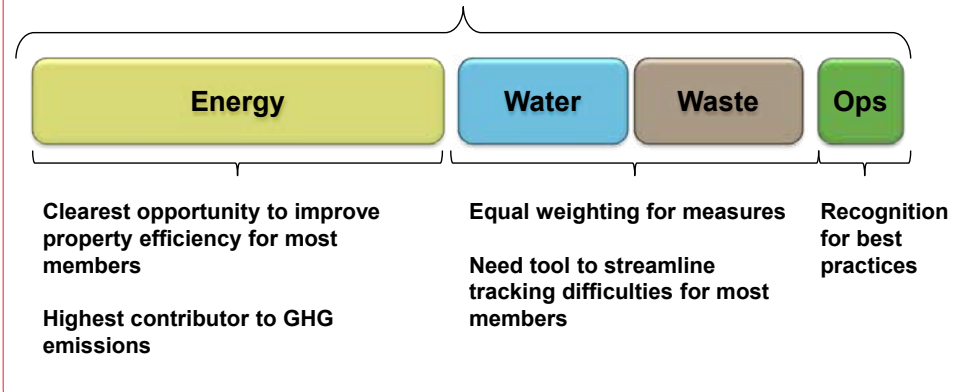 Energy
Water
Waste
Ops
Clearest opportunity to improve
property efficiency for most
members
Highest contributor to GHG
emissions
Equal weighting for measures
Need tool to streamline
tracking difficulties for most
members
Recognition
for best
practices